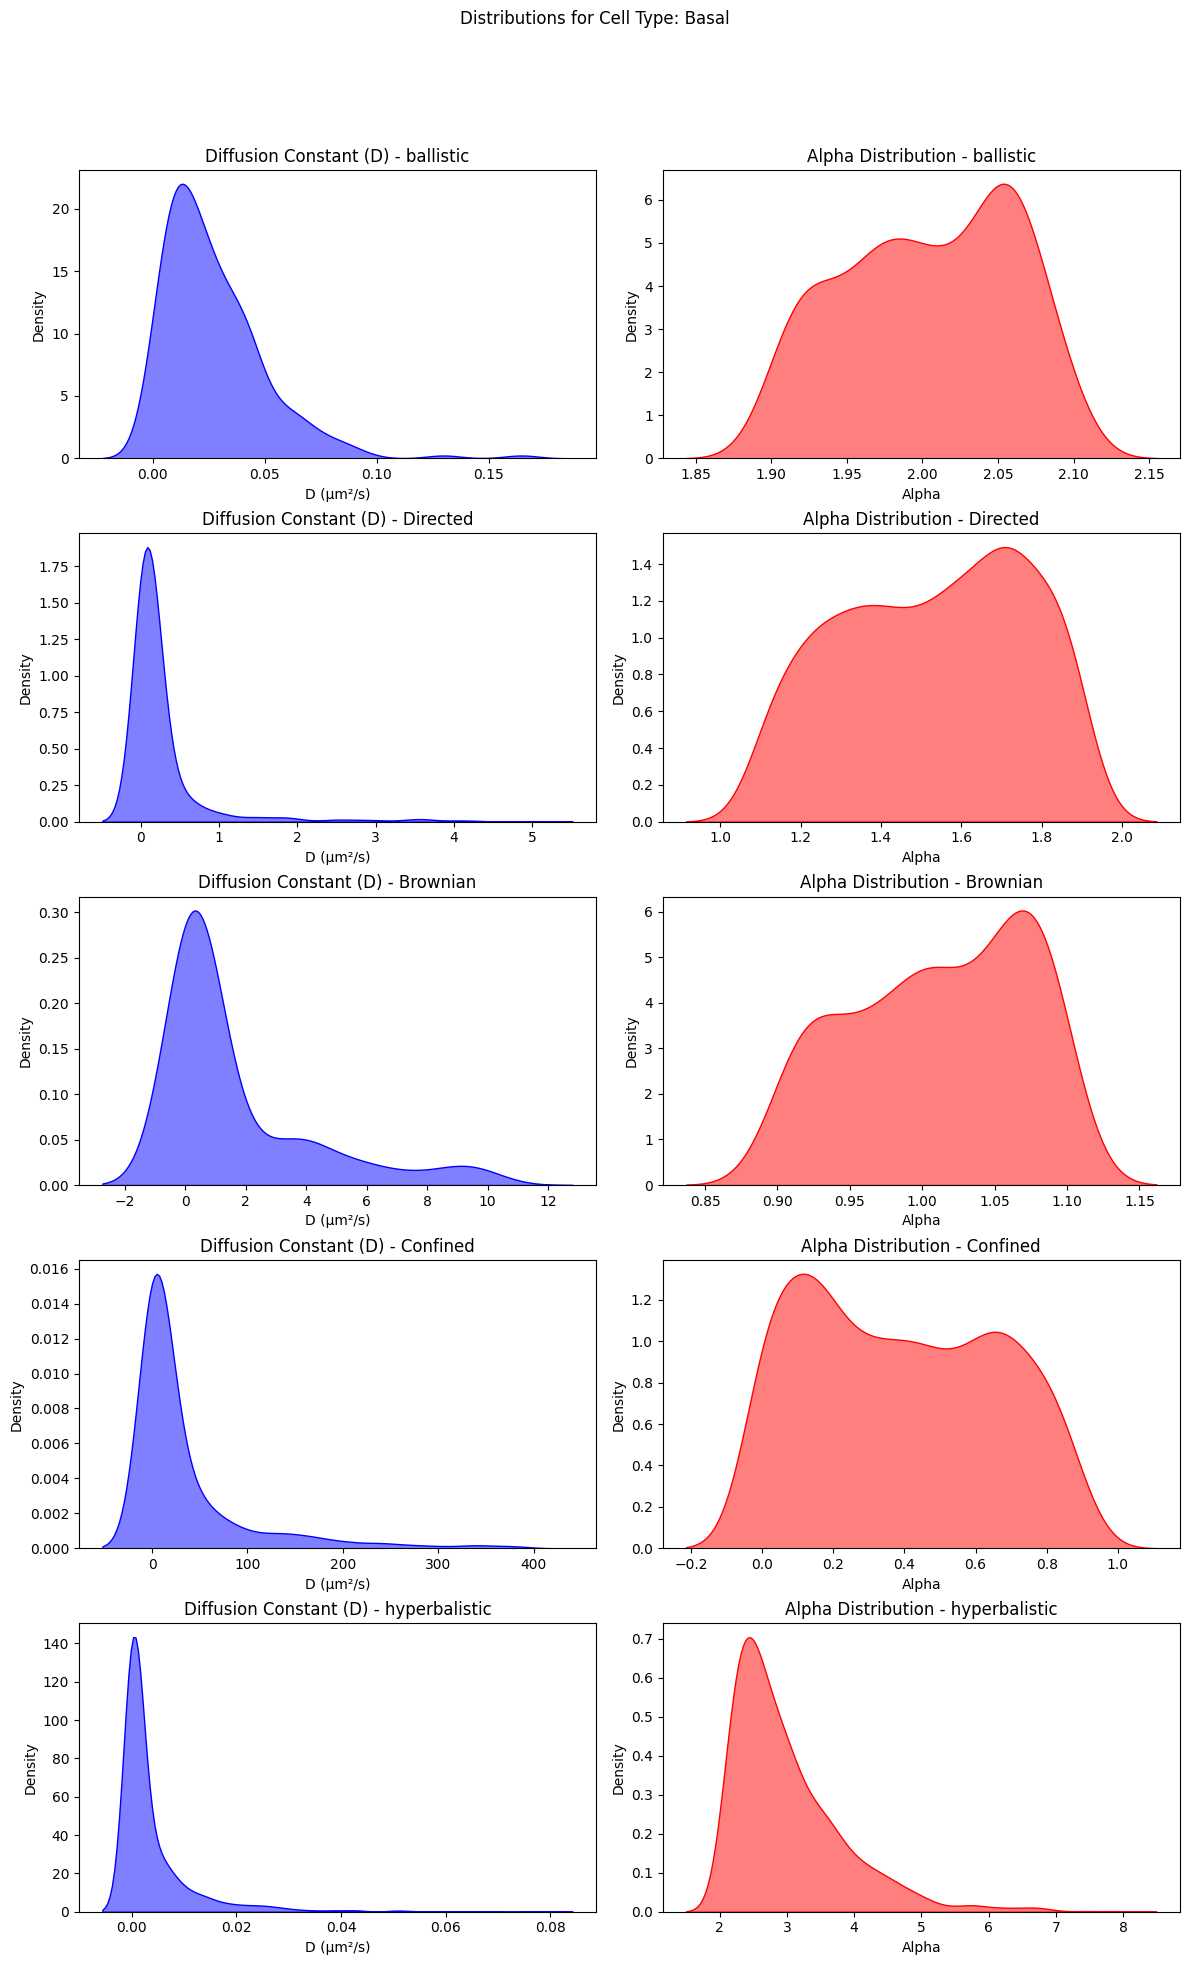 Distributions for Cell Type: Basal
Diffusion Constant (D) - ballistic
Density
20
15
10
5
0
0.00 0.05 0.10 0.15
D (µm²/s)
Alpha Distribution - ballistic
Density
6
5
4
3
2
1
0
1.85 1.90 1.95 2.00 2.05 2.10 2.15
Alpha
Diffusion Constant (D) - Directed
Density
1.75
1.50
1.25
1.00
0.75
0.50
0.25
0.00
0 1 2 3 4 5
D (µm²/s)
Alpha Distribution - Directed
Density
1.4
1.2
1.0
0.8
0.6
0.4
0.2
0.0
1.0 1.2 1.4 1.6 1.8 2.0
Alpha
Diffusion Constant (D) - Brownian
Density
0.30
0.25
0.20
0.15
0.10
0.05
0.00
−2 0 2 4 6 8 10 12
D (µm²/s)
Alpha Distribution - Brownian
Density
6
5
4
3
2
1
0
0.85 0.90 0.95 1.00 1.05 1.10 1.15
Alpha
Diffusion Constant (D) - Confined
Density
0.016
0.014
0.012
0.010
0.008
0.006
0.004
0.002
0.000
0 100 200 300 400
D (µm²/s)
Alpha Distribution - Confined
Density
1.2
1.0
0.8
0.6
0.4
0.2
0.0
−0.2 0.0 0.2 0.4 0.6 0.8 1.0
Alpha
Diffusion Constant (D) - hyperbalistic
Density
140
120
100
80
60
40
20
0
0.00 0.02 0.04 0.06 0.08
D (µm²/s)
Alpha Distribution - hyperbalistic
Density
0.7
0.6
0.5
0.4
0.3
0.2
0.1
0.0
2 3 4 5 6 7 8
Alpha